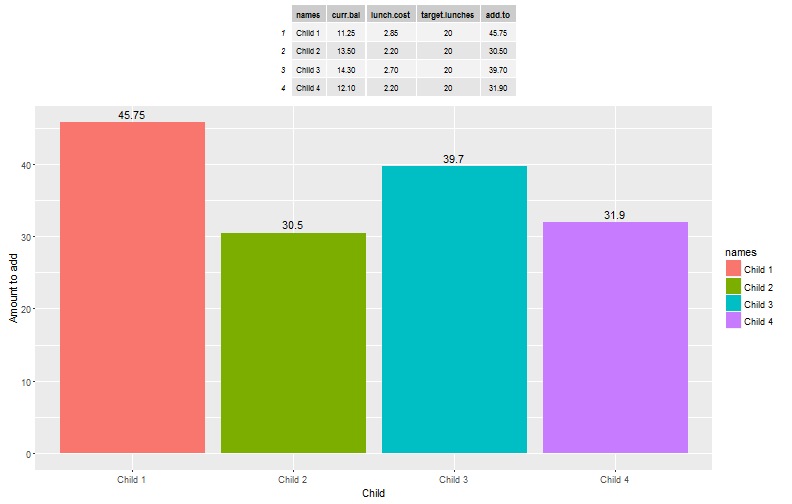 names curr.bal lunch.cost target.lunches add.to
1 Child 1 11.25 2.85 20 45.75
2 Child 2 13.50 2.20 20 30.50
3 Child 3 14.30 2.70 20 39.70
4 Child 4 12.10 2.20 20 31.90
45.75
39.7
31.9
30.5
Amount to add
40
30
20
10
0
Child 1 Child 2 Child 3 Child 4
Child
names
Child 1
Child 2
Child 3
Child 4